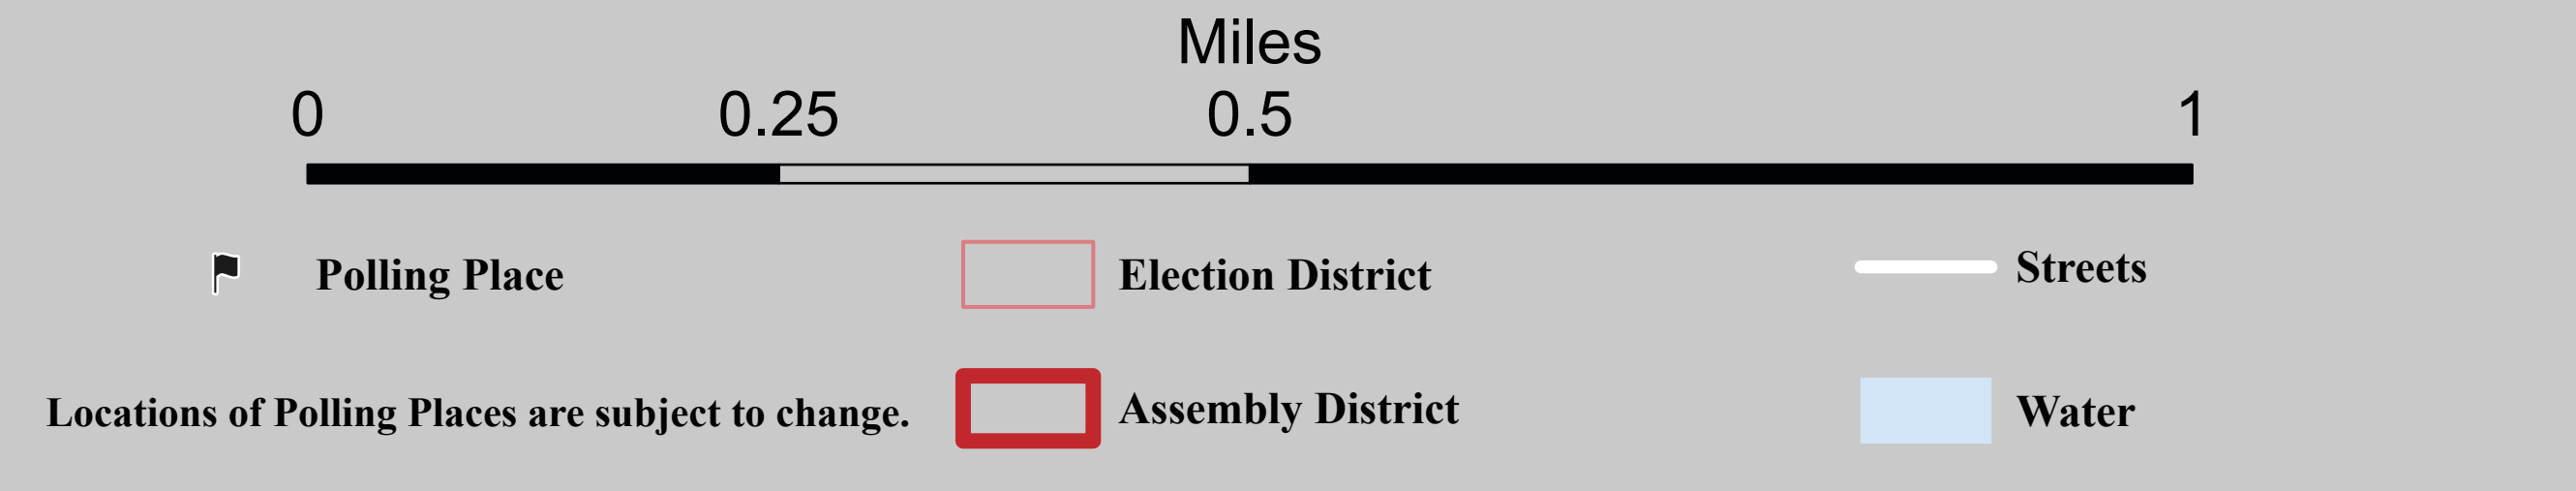 Miles
0 0.25 0.5 1
Polling Place
Election District
Streets
Locations of Polling Places are subject to change.
Assembly District
Water